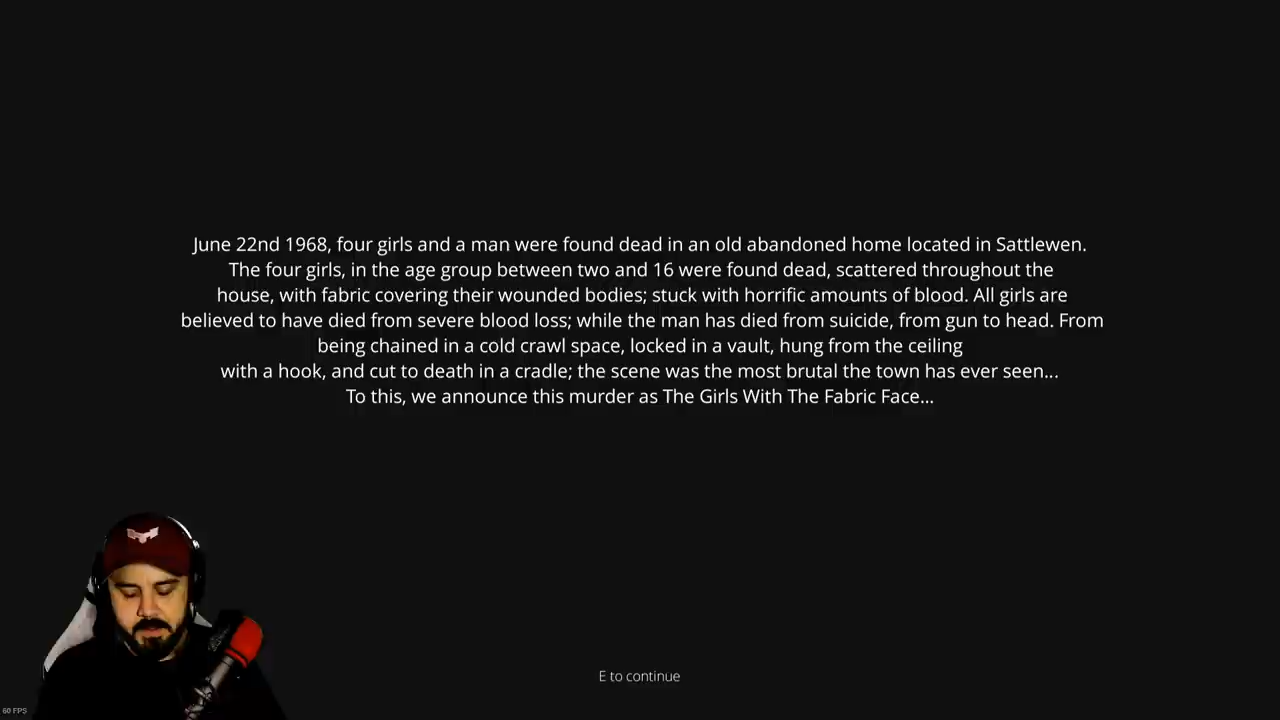 June 22nd 1968, four girls and a man were found dead in an old abandoned home located in Sattlewen.
The four girls, in the age group between two and 16 were found dead, scattered throughout the
house, with fabric covering their wounded bodies; stuck with horrific amounts of blood. All girls are
believed to have died from severe blood loss; while the man has died from suicide, from gun to head. From
being chained in a cold crawl space, locked in a vault, hung from the ceiling
with a hook, and cut to death in a cradle; the scene was the most brutal the town has ever seen...
To this, we announce this murder as The Girls With The Fabric Face...
E to continue
60 FPS